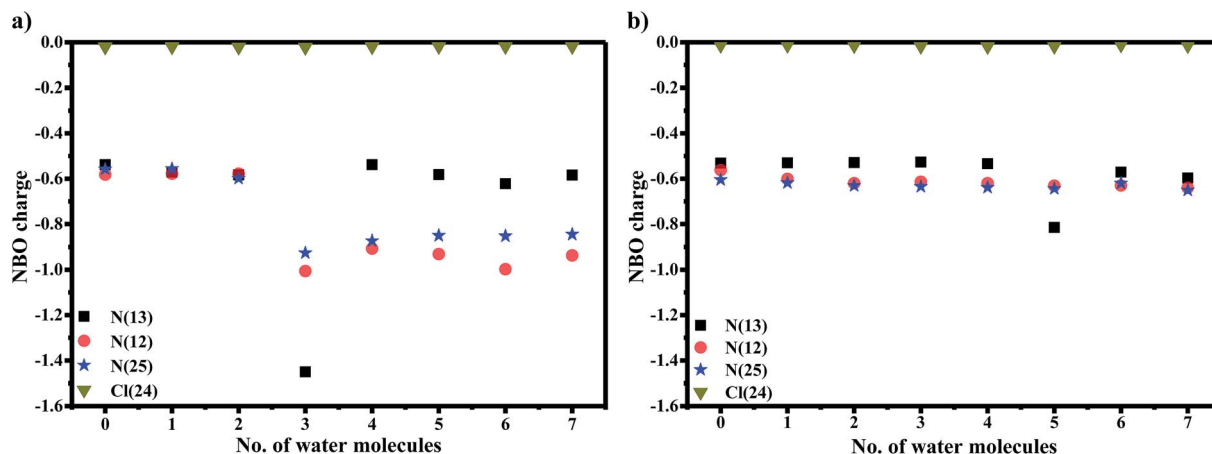 a)
NBO charge
0.0
-0.2
-0.4
-0.6
-0.8
-1.0
-1.2
-1.4
-1.6
N(13)
N(12)
N(25)
Cl(24)
0 1 2 3 4 5 6 7
No. of water molecules
b)
NBO charge
0.0
-0.2
-0.4
-0.6
-0.8
-1.0
-1.2
-1.4
-1.6
N(13)
N(12)
N(25)
Cl(24)
0 1 2 3 4 5 6 7
No. of water molecules